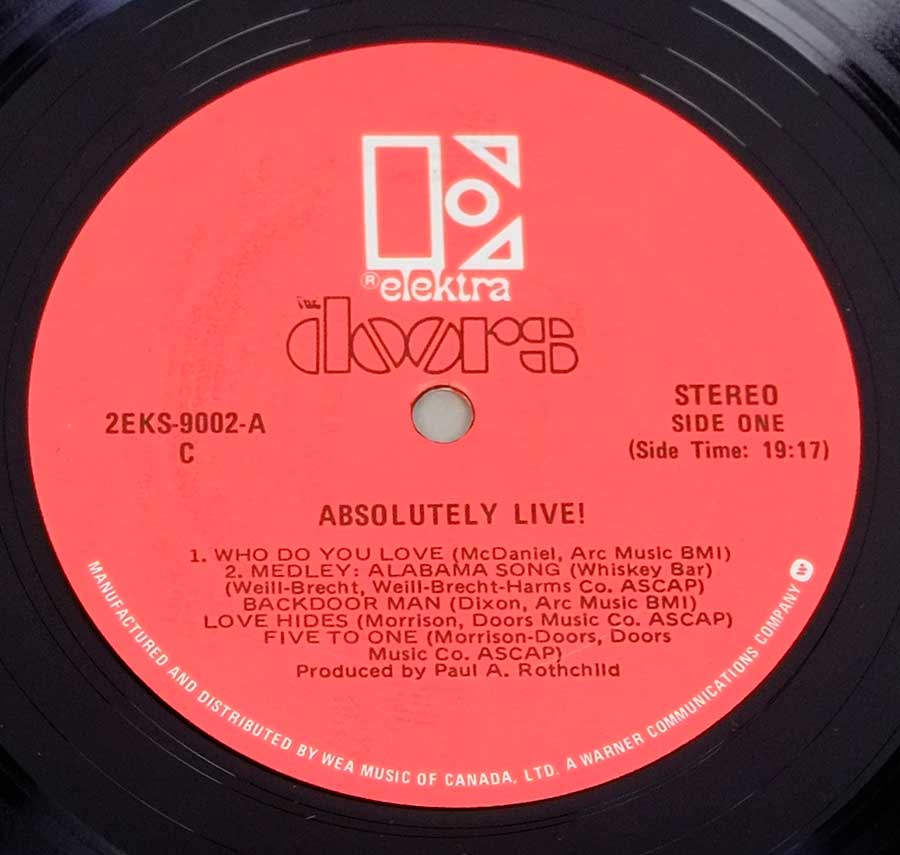 ® elektra
the doors
STEREO
2EKS-9002-A
SIDE ONE
C
(Side Time: 19:17)
ABSOLUTELY LIVE!
1. WHO DO YOU LOVE (McDaniel, Arc Music BMI)
2. MEDLEY: ALABAMA SONG (Whiskey Bar)
(Weill-Brecht, Weill-Brecht-Harms Co. ASCAP)
BACKDOOR MAN (Dixon, Arc Music BMI)
LOVE HIDES (Morrison, Doors Music Co. ASCAP)
FIVE TO ONE (Morrison-Doors, Doors
Music Co. ASCAP)
Produced by Paul A. Rothchild
MANUFACTURED AND DISTRIBUTED BY WEA MUSIC OF CANADA, LTD. A WARNER COMMUNICATIONS COMPANY